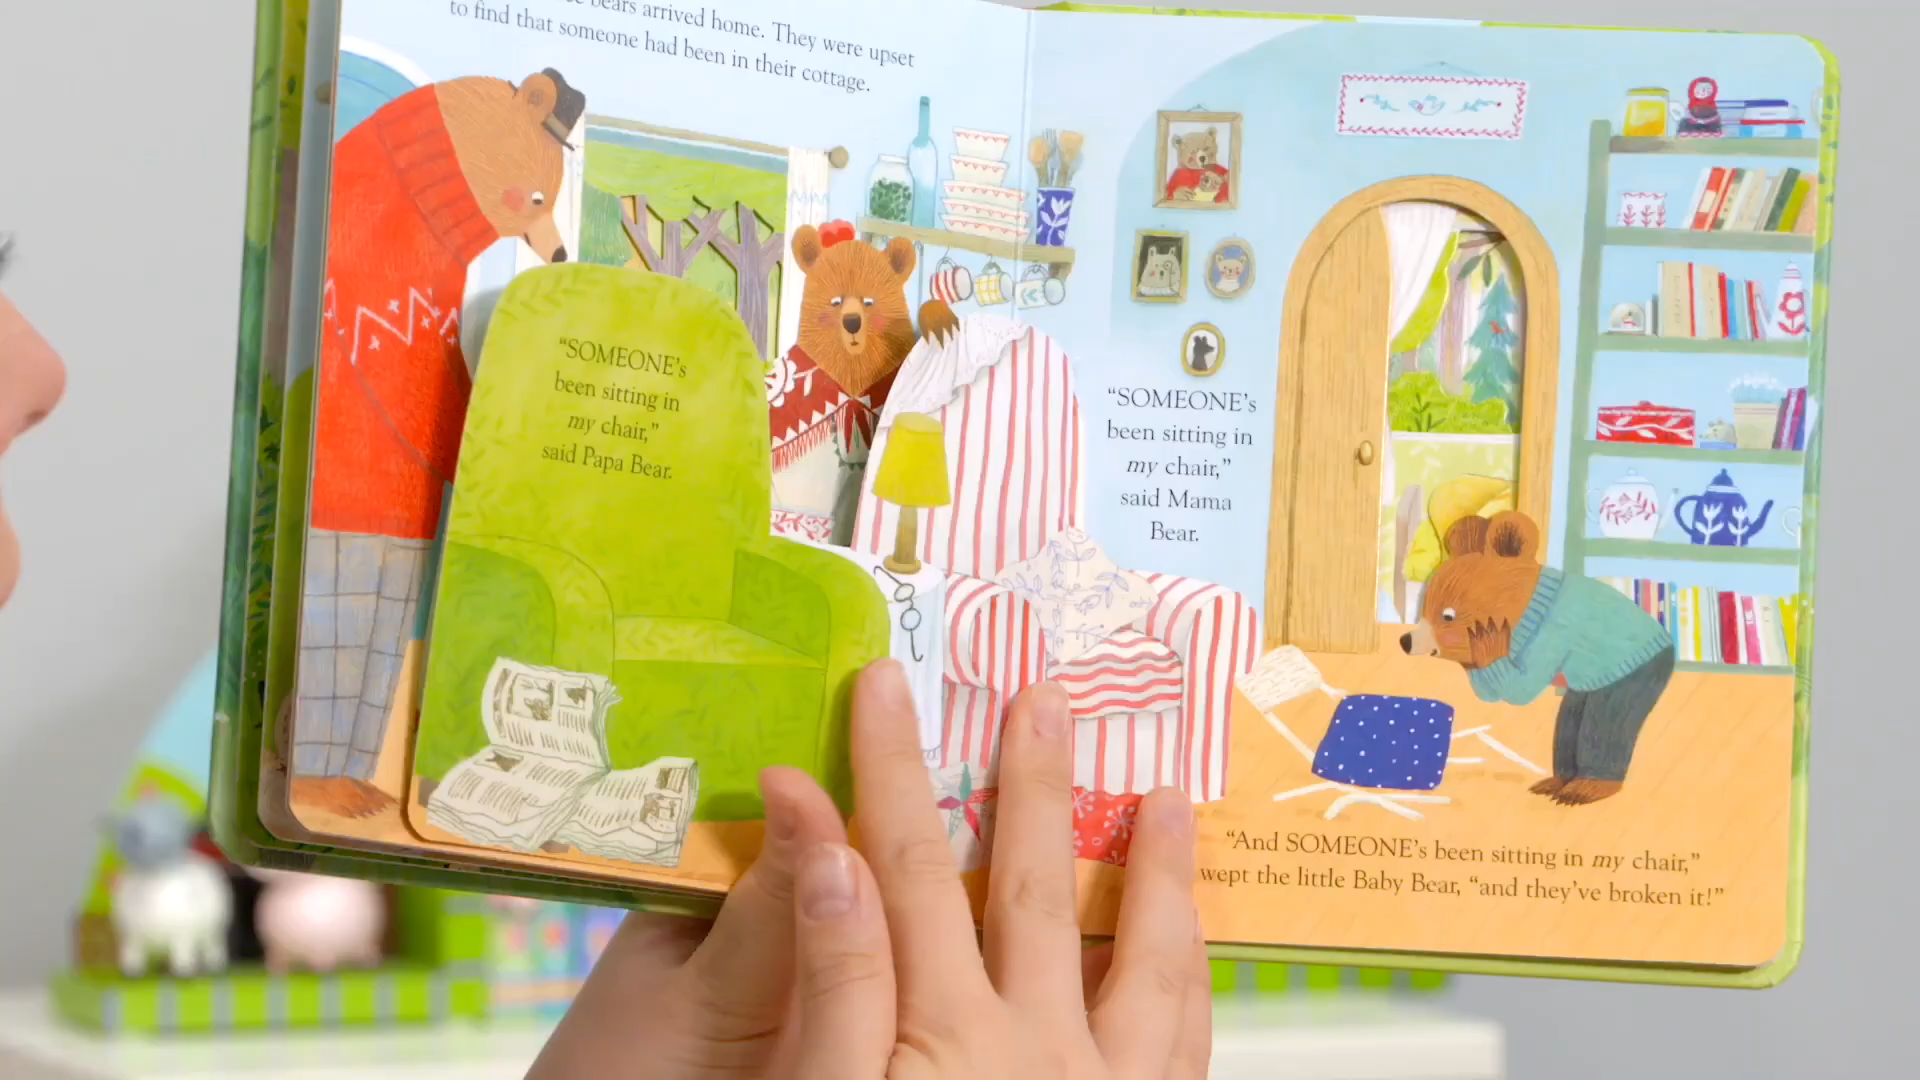 bears arrived home. They were upset
to find that someone had been in their cottage.
“SOMEONE’s
been sitting in
my chair,”
said Papa Bear.
“SOMEONE’s
been sitting in
my chair,”
said Mama
Bear.
“And SOMEONE’s been sitting in my chair,”
wept the little Baby Bear, “and they’ve broken it!”